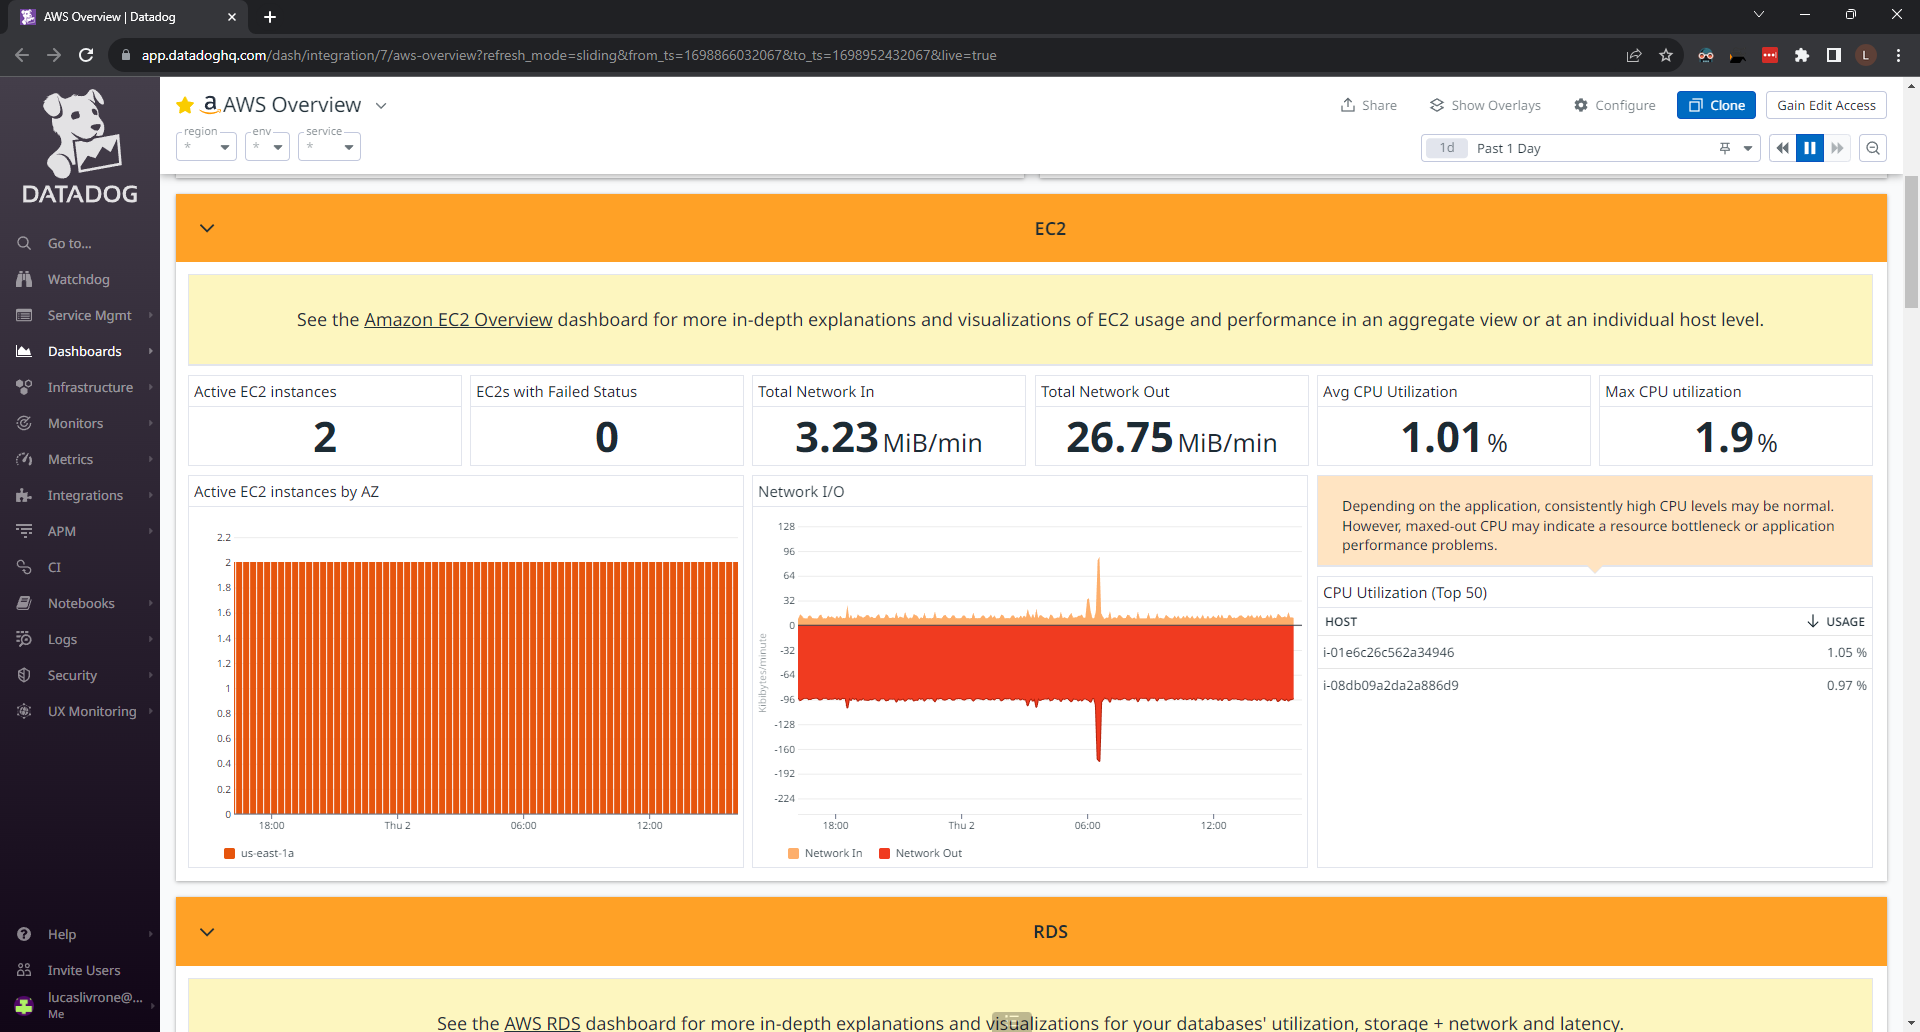 AWS Overview | Datadog
app.datadoghq.com/dash/integration/7/aws-overview?refresh_mode=sliding&from_ts=1698866032067&to_ts=1698952432067&live=true
L
DATADOG
Go to...
Watchdog
Service Mgmt
Dashboards
Infrastructure
Monitors
Metrics
Integrations
APM
CI
Notebooks
Logs
Security
UX Monitoring
Help
Invite Users
lucaslivrone@...
Me
a AWS Overview
Share
Show Overlays
Configure
Clone
Gain Edit Access
region
*
env
*
service
*
1d Past 1 Day
EC2
See the Amazon EC2 Overview dashboard for more in-depth explanations and visualizations of EC2 usage and performance in an aggregate view or at an individual host level.
Active EC2 instances
2
EC2s with Failed Status
0
Total Network In
3.23 MiB/min
Total Network Out
26.75 MiB/min
Avg CPU Utilization
1.01 %
Max CPU utilization
1.9 %
Active EC2 instances by AZ
2.2
2
1.8
1.6
1.4
1.2
1
0.8
0.6
0.4
0.2
0
18:00 Thu 2 06:00 12:00
us-east-1a
Network I/O
Kibibytes/minute
128
96
64
32
0
-32
-64
-96
-128
-160
-192
-224
18:00 Thu 2 06:00 12:00
Network In Network Out
Depending on the application, consistently high CPU levels may be normal.
However, maxed-out CPU may indicate a resource bottleneck or application
performance problems.
CPU Utilization (Top 50)
HOST USAGE
i-01e6c26c562a34946 1.05 %
i-08db09a2da2a886d9 0.97 %
RDS
See the AWS RDS dashboard for more in-depth explanations and visualizations for your databases' utilization, storage + network and latency.